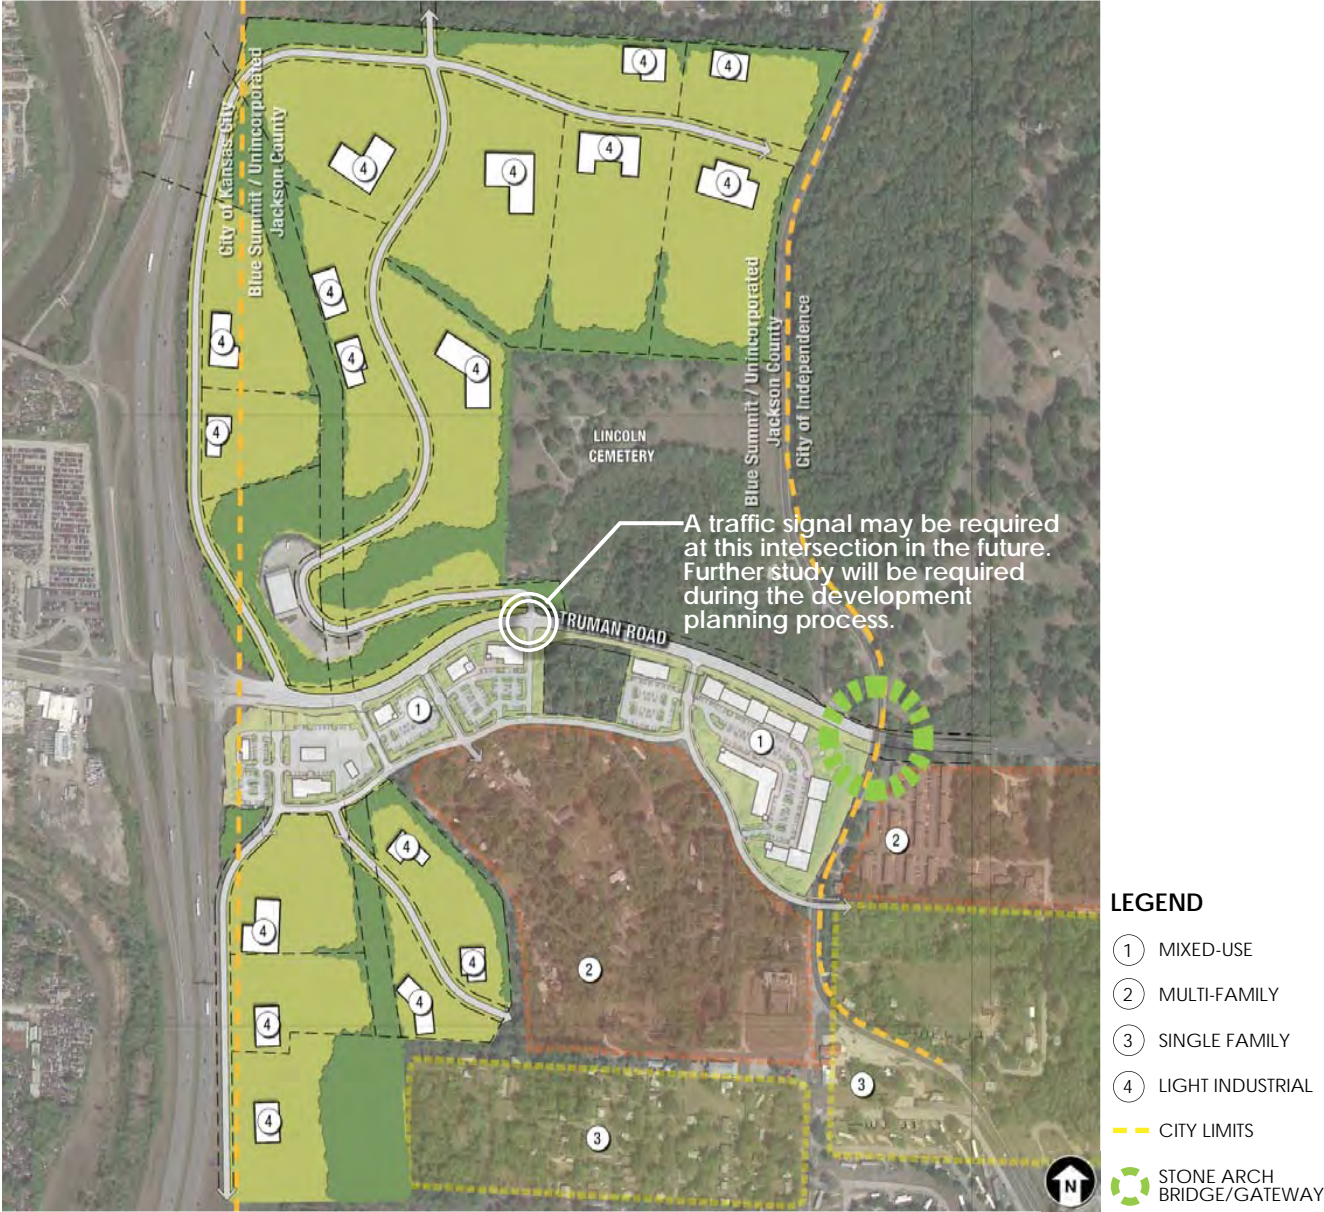 4
4
City of Kansas City
Blue Summit / Unincorporated
Jackson County
4
4
4
4
4
4
4
4
4
4
Blue Summit / Unincorporated
Jackson County
City of Independence
LINCOLN
CEMETERY
A traffic signal may be required
at this intersection in the future.
Further study will be required
during the development
planning process.
TRUMAN ROAD
1
1
4
2
4
4
4
2
4
4
3
4
3
LEGEND
1 MIXED-USE
2 MULTI-FAMILY
3 SINGLE FAMILY
4 LIGHT INDUSTRIAL
CITY LIMITS
STONE ARCH
BRIDGE/GATEWAY
N